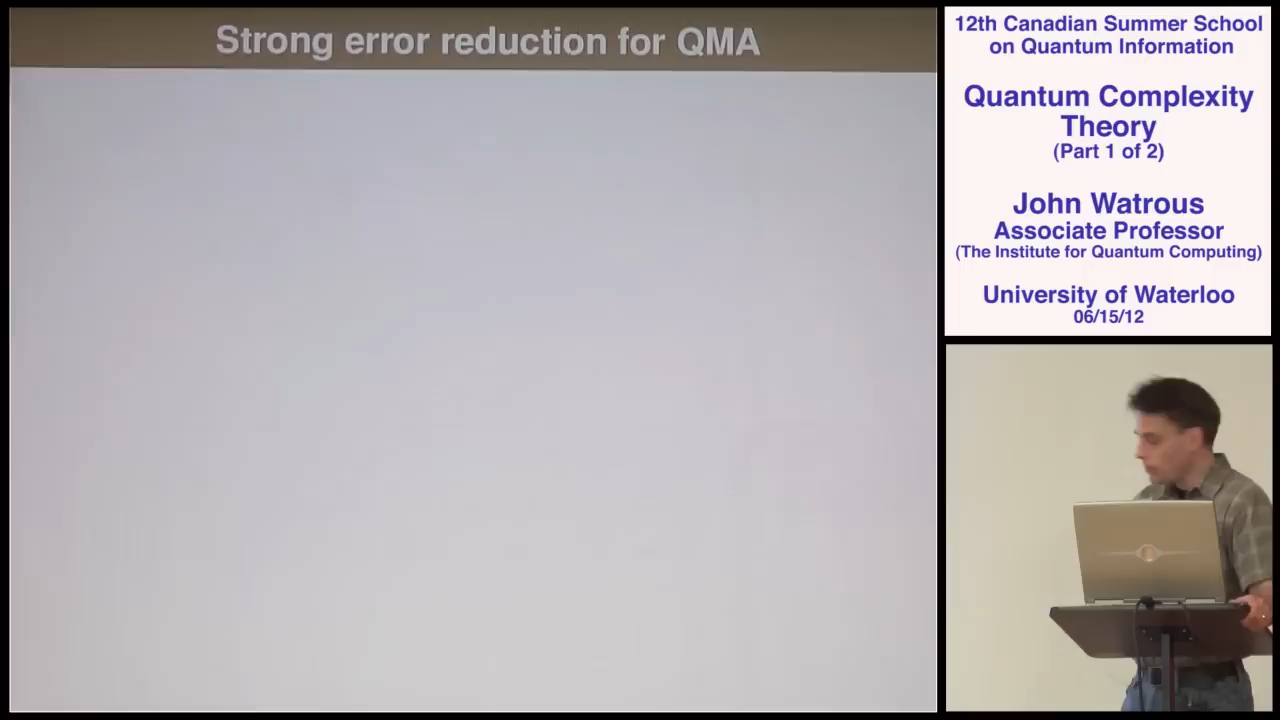 Strong error reduction for QMA
12th Canadian Summer School
on Quantum Information
Quantum Complexity
Theory
(Part 1 of 2)
John Watrous
Associate Professor
(The Institute for Quantum Computing)
University of Waterloo
06/15/12